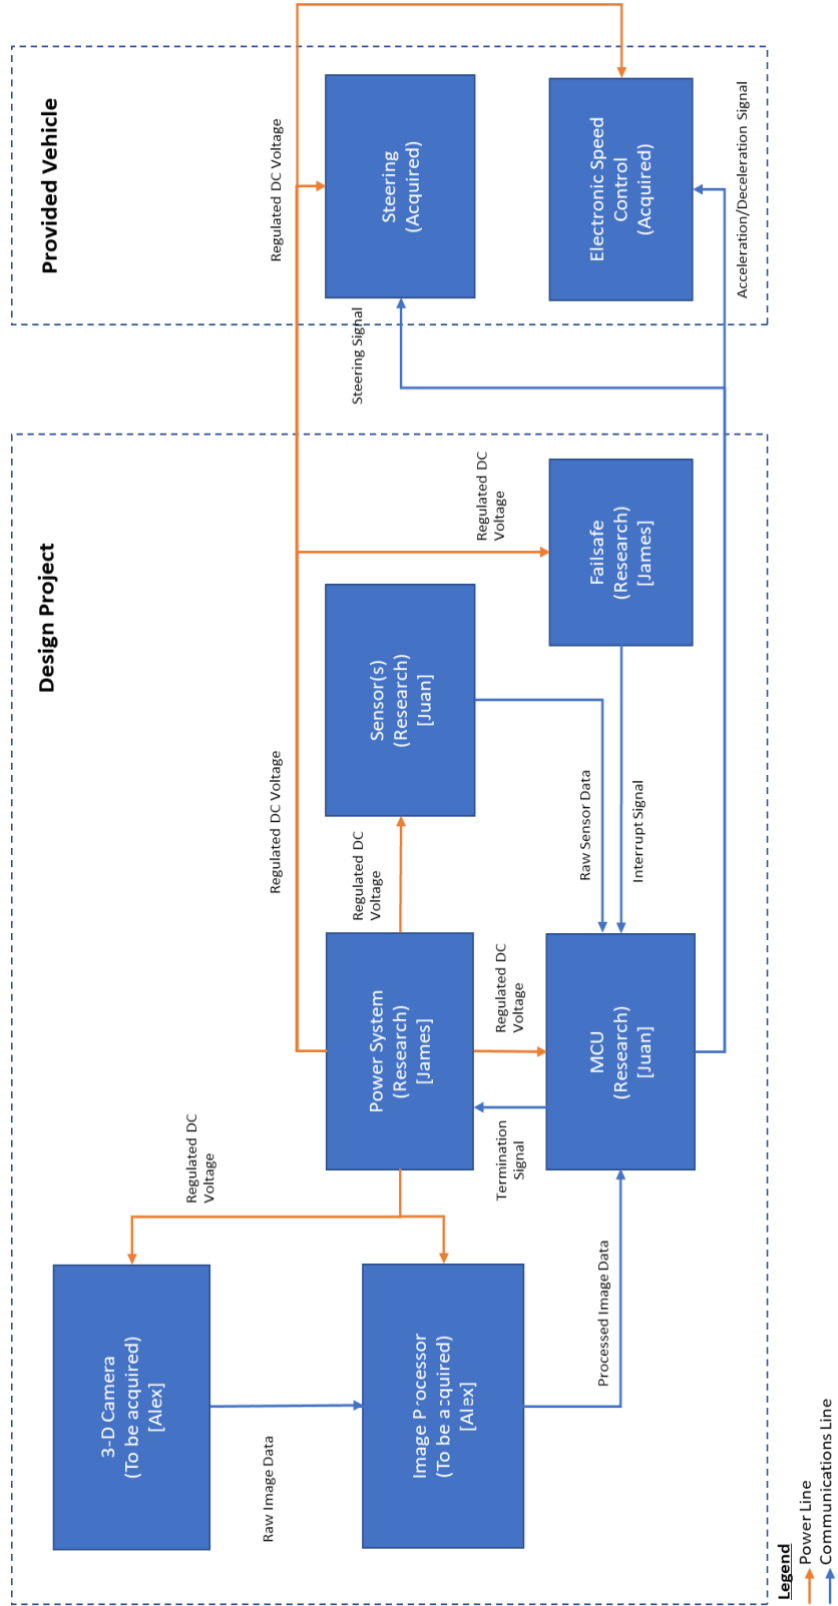 Design Project
Provided Vehicle
3-D Camera
(To be acquired)
[Alex]
Raw Image Data
Image Processor
(To be acquired)
[Alex]
Processed Image Data
Regulated DC
Voltage
Power System
(Research)
[James]
Termination
Signal
Regulated DC
Voltage
MCU
(Research)
[Juan]
Regulated DC Voltage
Regulated DC
Voltage
Sensor(s)
(Research)
[Juan]
Raw Sensor Data
Interrupt Signal
Regulated DC
Voltage
Failsafe
(Research)
[James]
Steering Signal
Regulated DC Voltage
Steering
(Acquired)
Electronic Speed
Control
(Acquired)
Acceleration/Deceleration Signal
Legend
Power Line
Communications Line